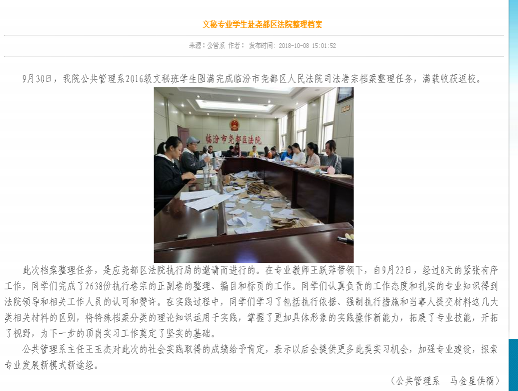 文秘专业学生赴尧都区法院整理档案
来源：公管系 作者： 发布时间：2018-10-08 15:01:52
9月30日，我院公共管理系2016级文秘班学生圆满完成临汾市尧都区人民法院司法卷宗档案整理任务，满载收获返校。
临汾市尧都区法院
此次档案整理任务，是应尧都区法院执行局的邀请而进行的。在专业教师王跃萍带领下，自9月22日，经过8天的紧张有序
工作，同学们完成了2638份执行卷宗的正副卷的整理、编目和标页的工作。同学们认真负责的工作态度和扎实的专业知识得到
法院领导和相关工作人员的认可和赞许。在实践过程中，同学们学习了包括执行依据、强制执行措施和当事人提交材料这几大
类相关材料的区别，将特殊档案分类的理论知识运用于实践，掌握了更加具体形象的实践操作新能力，拓展了专业技能，开拓
了视野，为下一步的顶岗实习工作奠定了坚实的基础。
公共管理系主任王玉杰对此次的社会实践取得的成绩给予肯定，表示以后会提供更多此类实习机会，加强专业建设，探索
专业发展新模式新途径。
（公共管理系 马金星供稿）